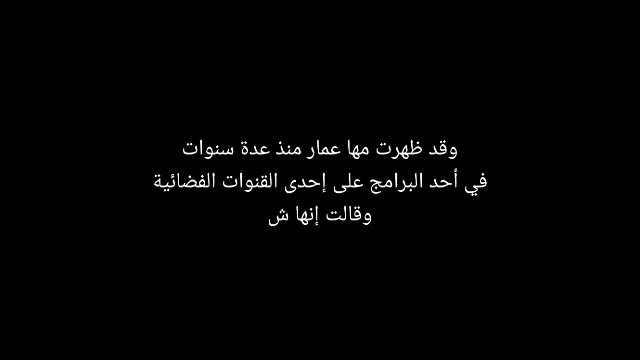 وقد ظهرت مها عمار منذ عدة سنوات
في أحد البرامج على إحدى القنوات الفضائية
وقالت إنها ش